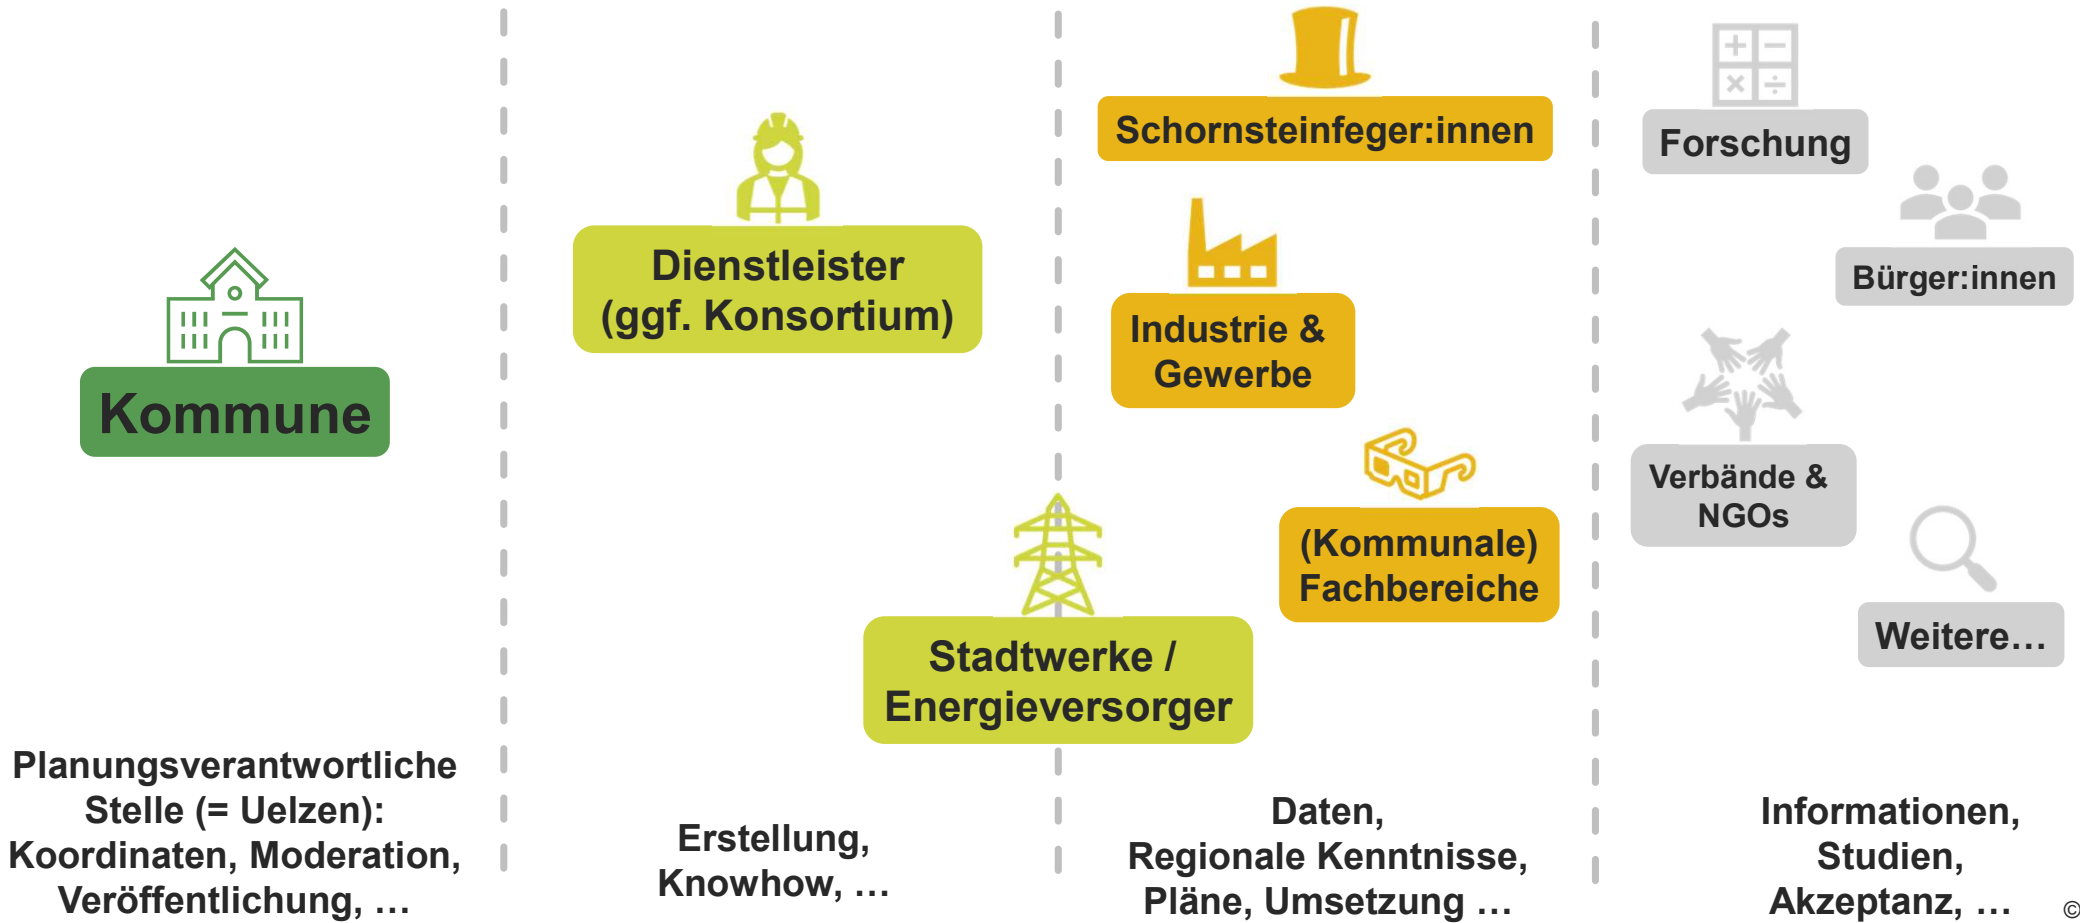 Kommune
Planungsverantwortliche
Stelle (= Uelzen):
Koordinaten, Moderation,
Veröffentlichung, …
Dienstleister
(ggf. Konsortium)
Stadtwerke /
Energieversorger
Erstellung,
Knowhow, …
Schornsteinfeger:innen
Industrie &
Gewerbe
(Kommunale)
Fachbereiche
Daten,
Regionale Kenntnisse,
Pläne, Umsetzung …
Forschung
Bürger:innen
Verbände &
NGOs
Weitere…
Informationen,
Studien,
Akzeptanz, …
©